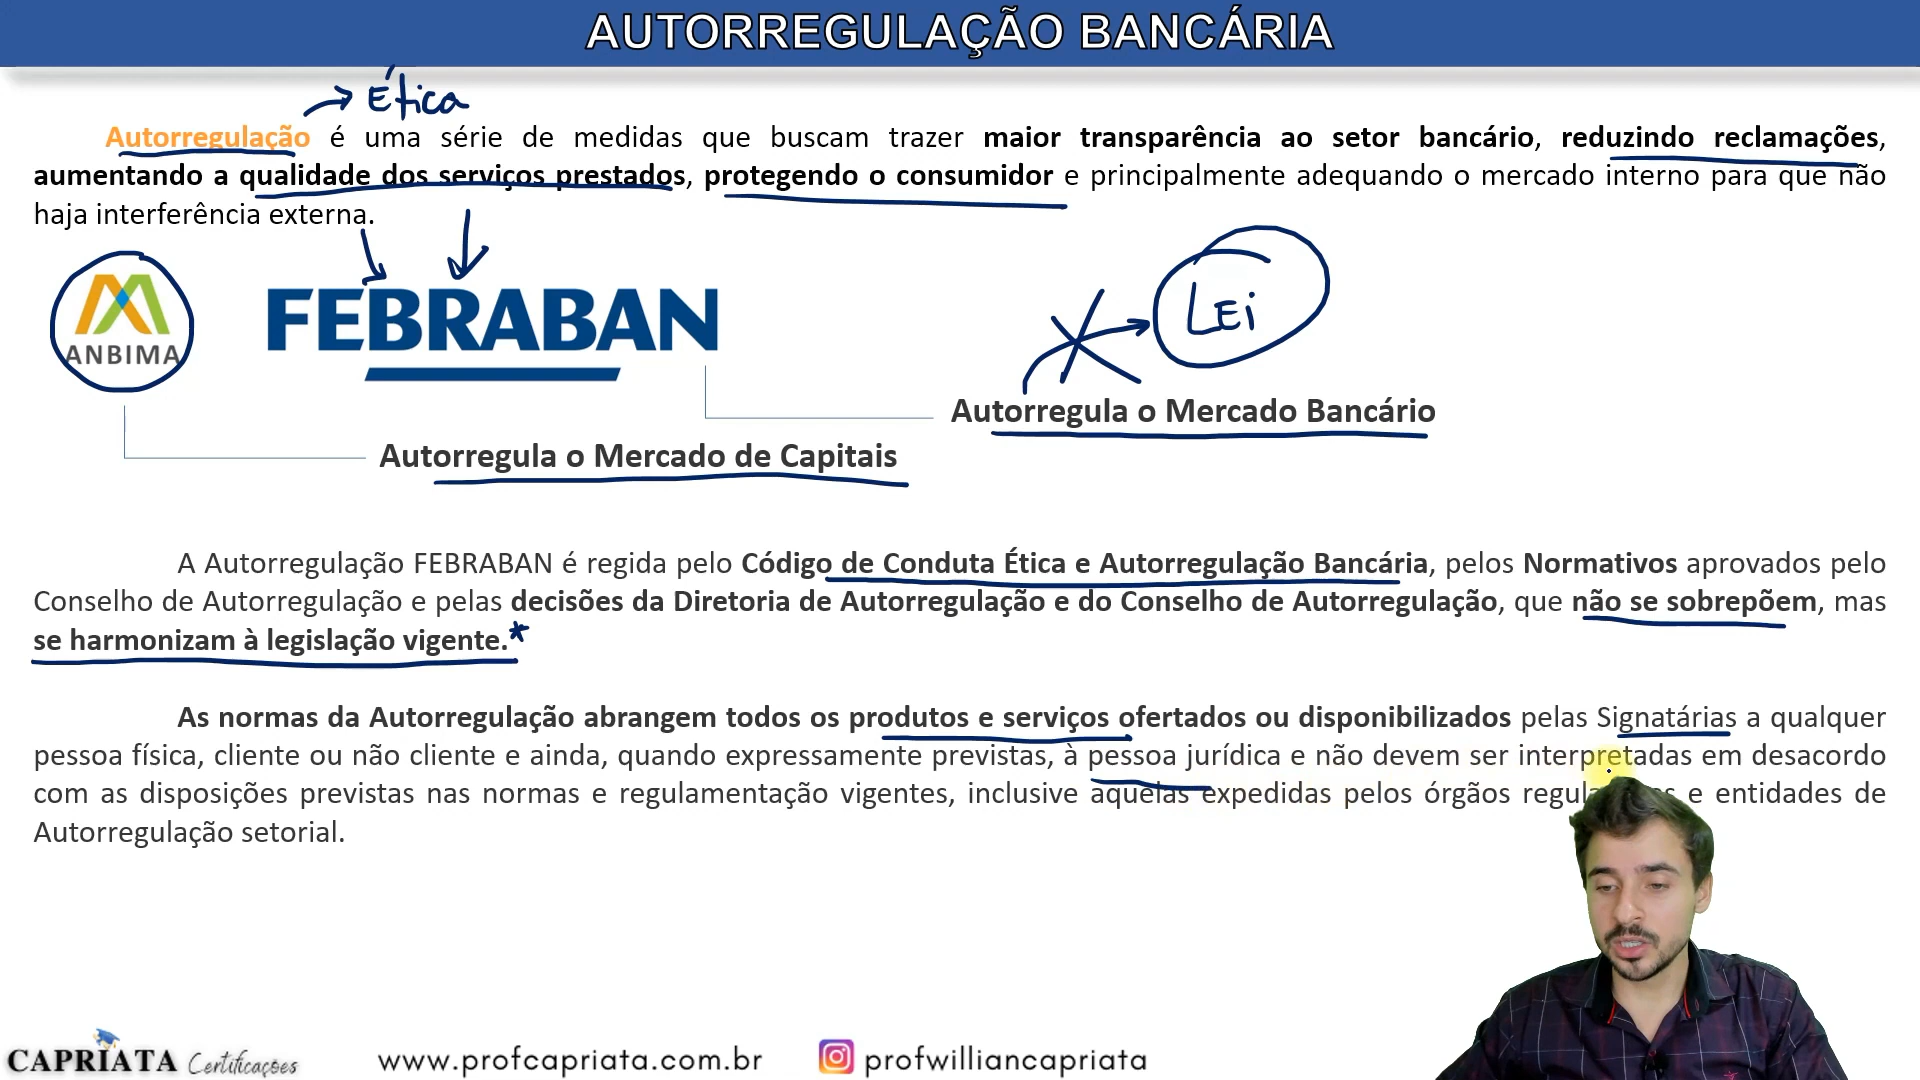 AUTORREGULAÇÃO BANCÁRIA
Ética
Autorregulação é uma série de medidas que buscam trazer maior transparência ao setor bancário, reduzindo reclamações,
aumentando a qualidade dos serviços prestados, protegendo o consumidor e principalmente adequando o mercado interno para que não
haja interferência externa.
ANBIMA
FEBRABAN
LEi
Autorregula o Mercado Bancário
Autorregula o Mercado de Capitais
A Autorregulação FEBRABAN é regida pelo Código de Conduta Ética e Autorregulação Bancária, pelos Normativos aprovados pelo
Conselho de Autorregulação e pelas decisões da Diretoria de Autorregulação e do Conselho de Autorregulação, que não se sobrepõem, mas
se harmonizam à legislação vigente.*
As normas da Autorregulação abrangem todos os produtos e serviços ofertados ou disponibilizados pelas Signatárias a qualquer
pessoa física, cliente ou não cliente e ainda, quando expressamente previstas, à pessoa jurídica e não devem ser interpretadas em desacordo
com as disposições previstas nas normas e regulamentação vigentes, inclusive aquelas expedidas pelos órgãos e entidades de
Autorregulação setorial.
CAPRIATA Certificações
www.profcapriata.com.br
profwilliancapriata